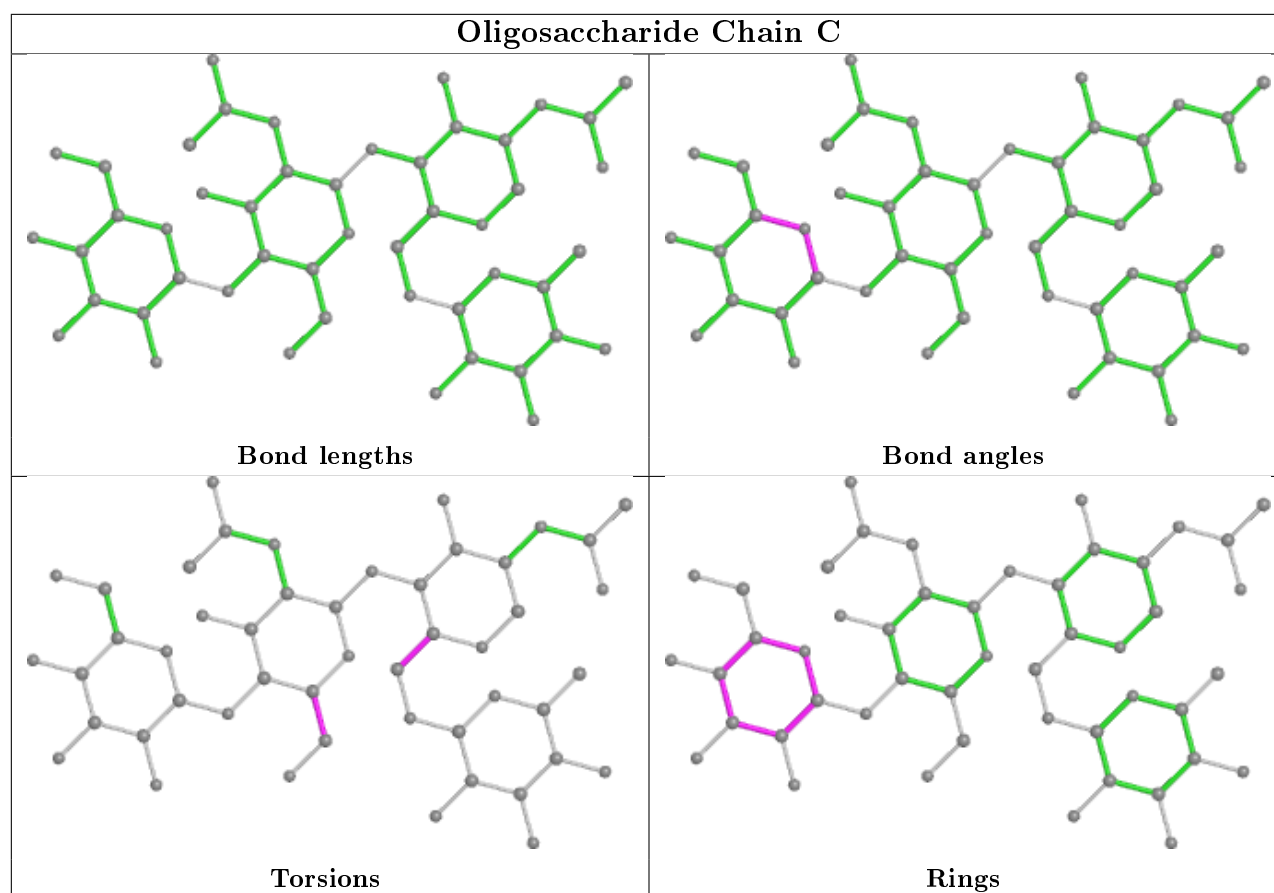 Oligosaccharide Chain C
Bond lengths
Bond angles
Torsions
Rings